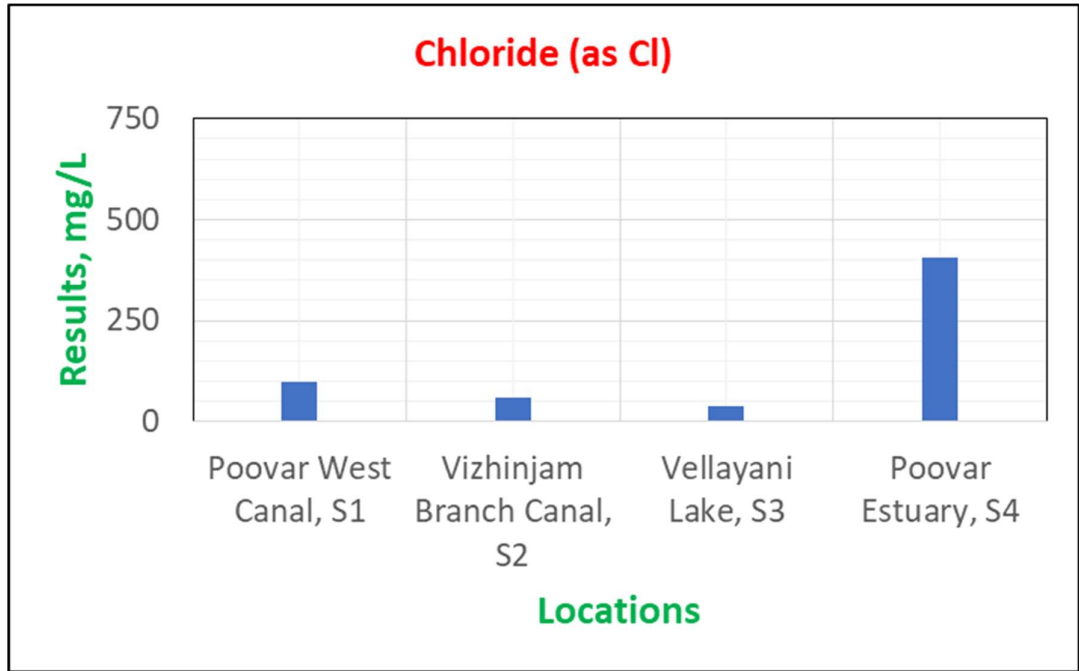 Chloride (as Cl)
Results, mg/L
750
500
250
0
Poovar West
Canal, S1
Vizhinjam
Branch Canal,
S2
Vellayani
Lake, S3
Poovar
Estuary, S4
Locations